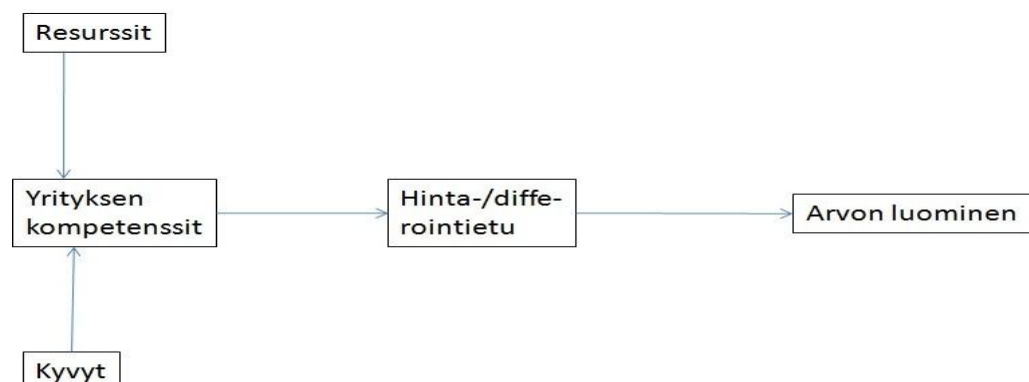 Resurssit
Yrityksen
kompetenssit
Hinta-/diffe-
rointietu
Arvon luominen
Kyvyt